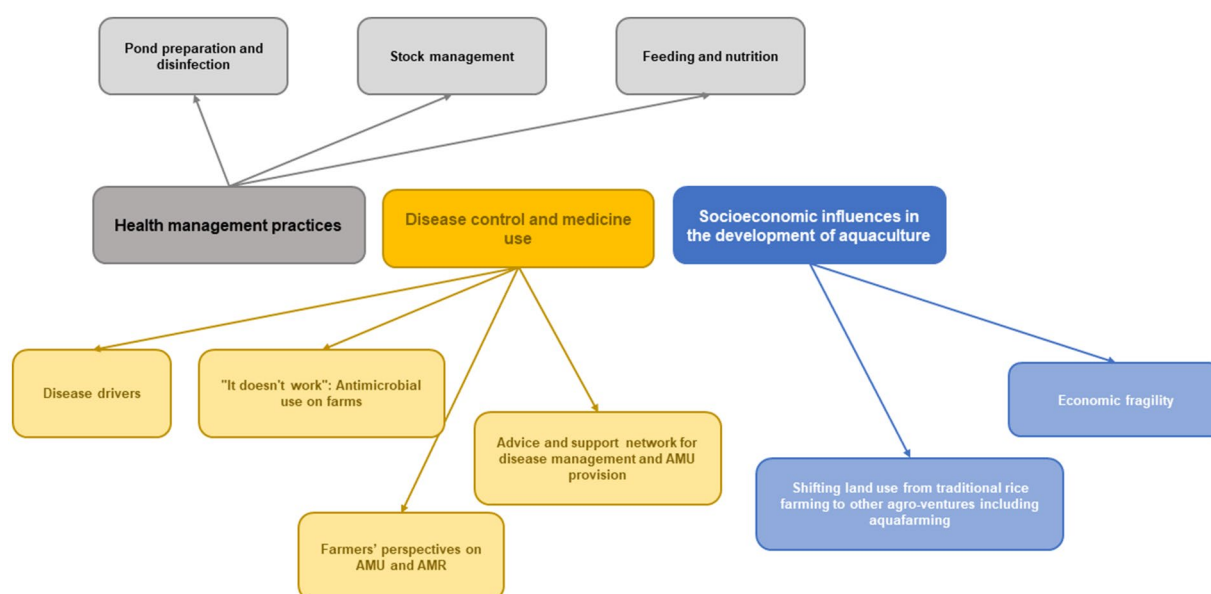 Pond preparation and
disinfection
Stock management
Feeding and nutrition
Health management practices
Disease control and medicine
use
Socioeconomic influences in
the development of aquaculture
Disease drivers
"It doesn't work": Antimicrobial
use on farms
Advice and support network for
disease management and AMU
provision
Farmers’ perspectives on
AMU and AMR
Economic fragility
Shifting land use from traditional rice
farming to other agro-ventures including
aquafarming